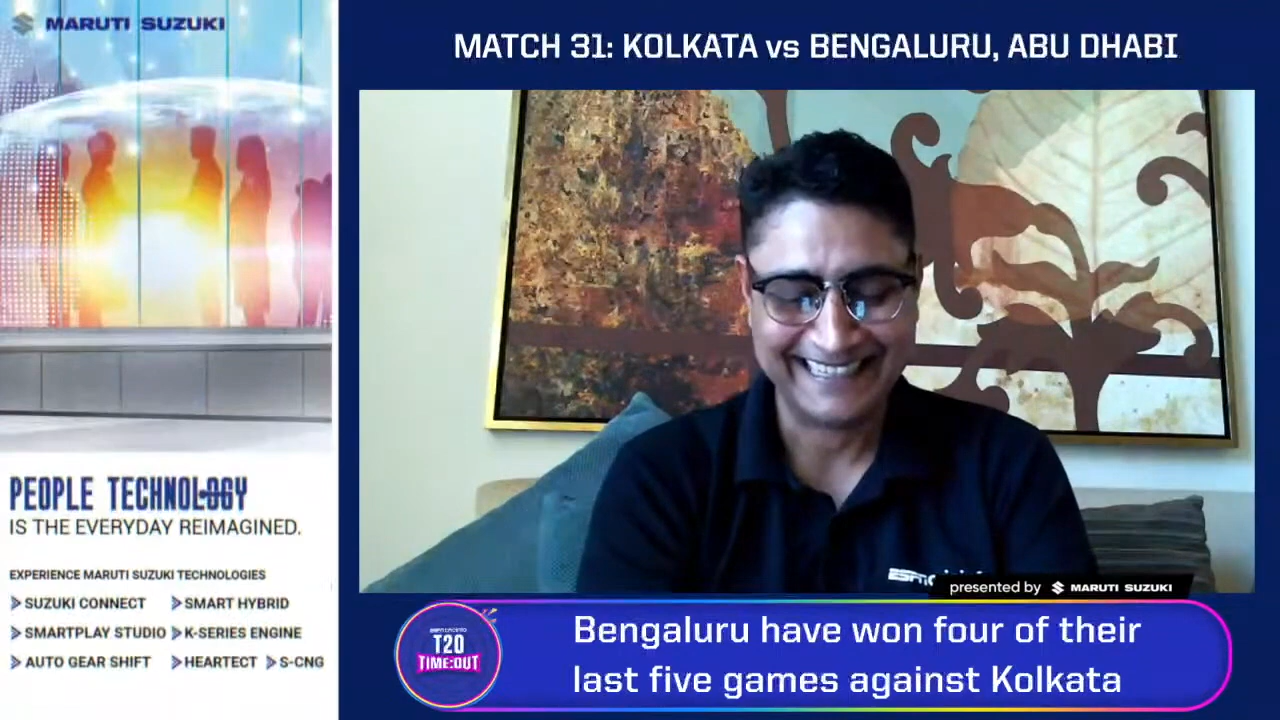 MARUTI SUZUKI
PEOPLE TECHNOLOGY
IS THE EVERYDAY REIMAGINED.
EXPERIENCE MARUTI SUZUKI TECHNOLOGIES
SUZUKI CONNECT SMART HYBRID
SMARTPLAY STUDIO K-SERIES ENGINE
AUTO GEAR SHIFT HEARTECT S-CNG
MATCH 31: KOLKATA vs BENGALURU, ABU DHABI
presented by MARUTI SUZUKI
T20
TIME:OUT
Bengaluru have won four of their
last five games against Kolkata